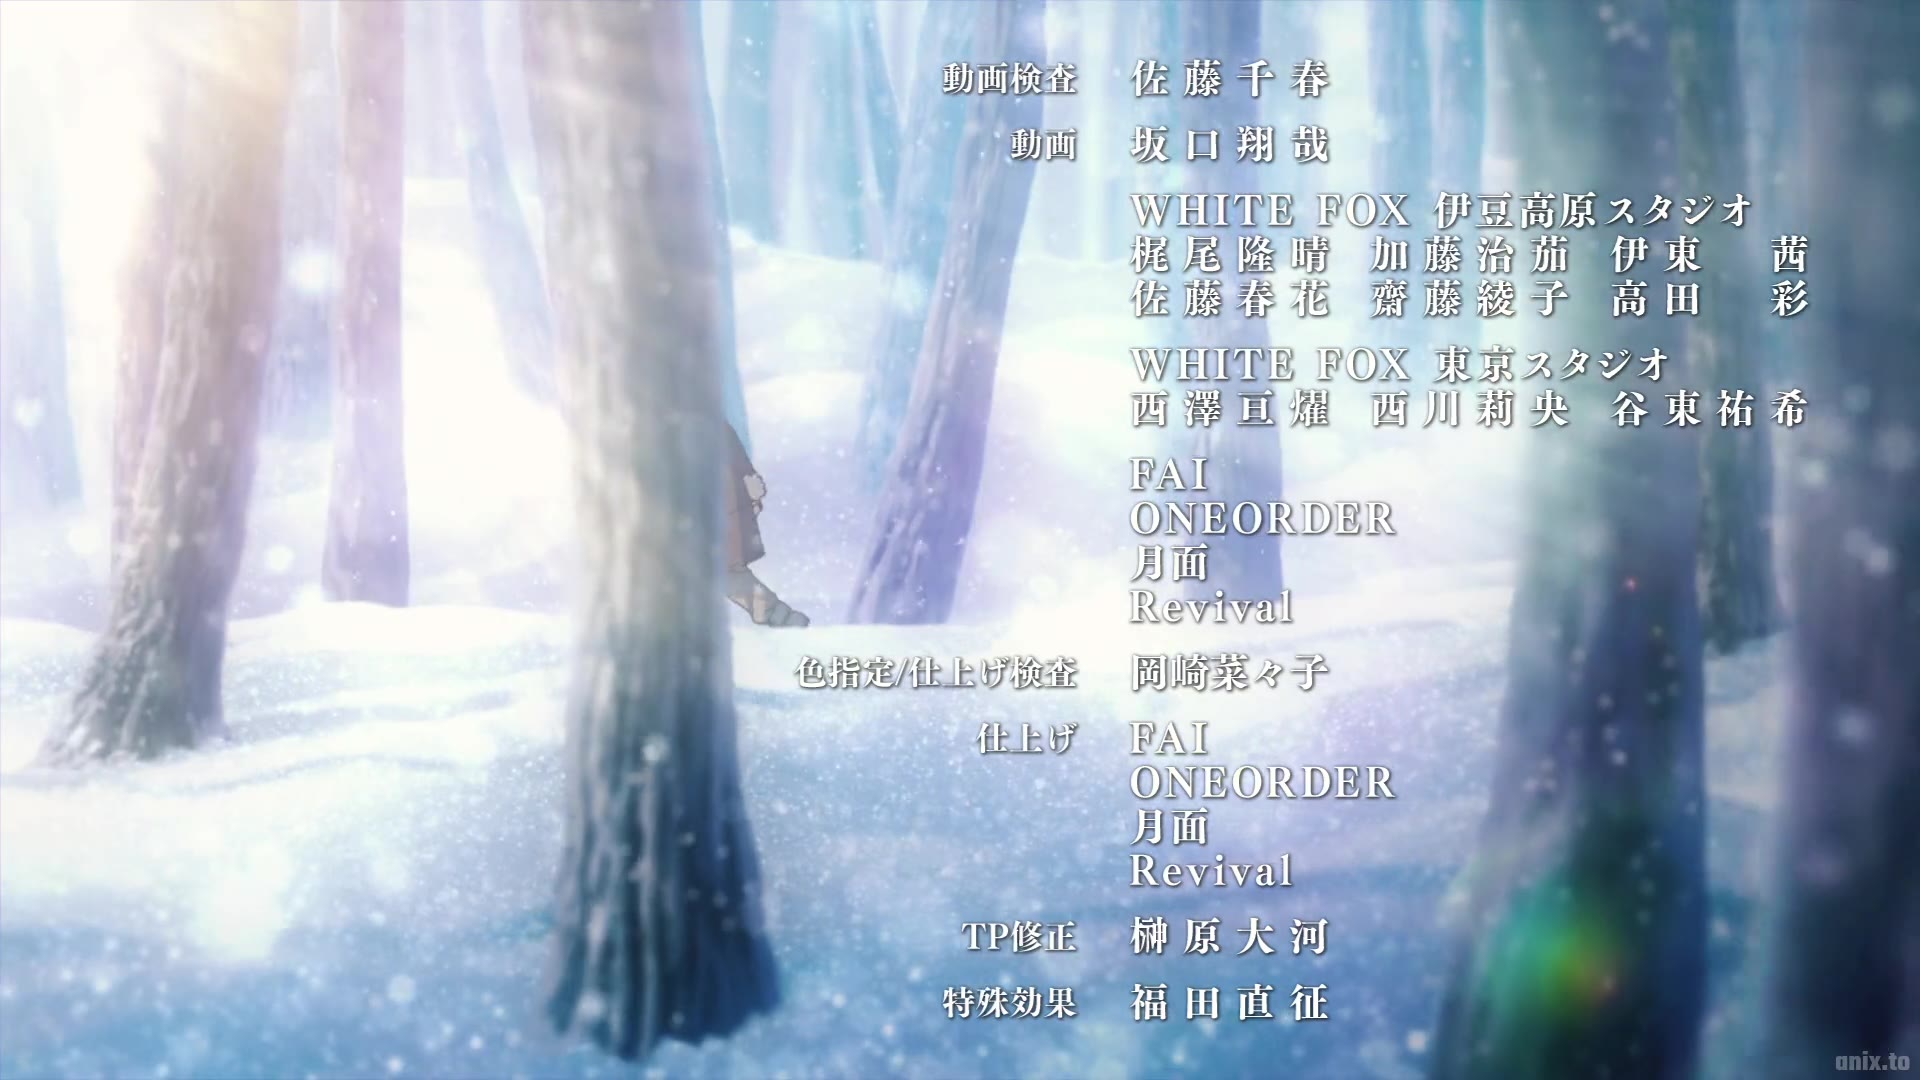 動画検査 佐藤千春
動画 坂口翔哉
WHITE FOX 伊豆高原スタジオ
梶尾隆晴 加藤治茄 伊東茜
佐藤春花 齋藤綾子 高田彩
WHITE FOX 東京スタジオ
西澤亘燿 西川莉央 谷東祐希
FAI
ONEORDER
月面
Revival
色指定/仕上げ検査 岡崎菜々子
仕上げ FAI
ONEORDER
月面
Revival
TP修正 榊原大河
特殊効果 福田直征
anix.to